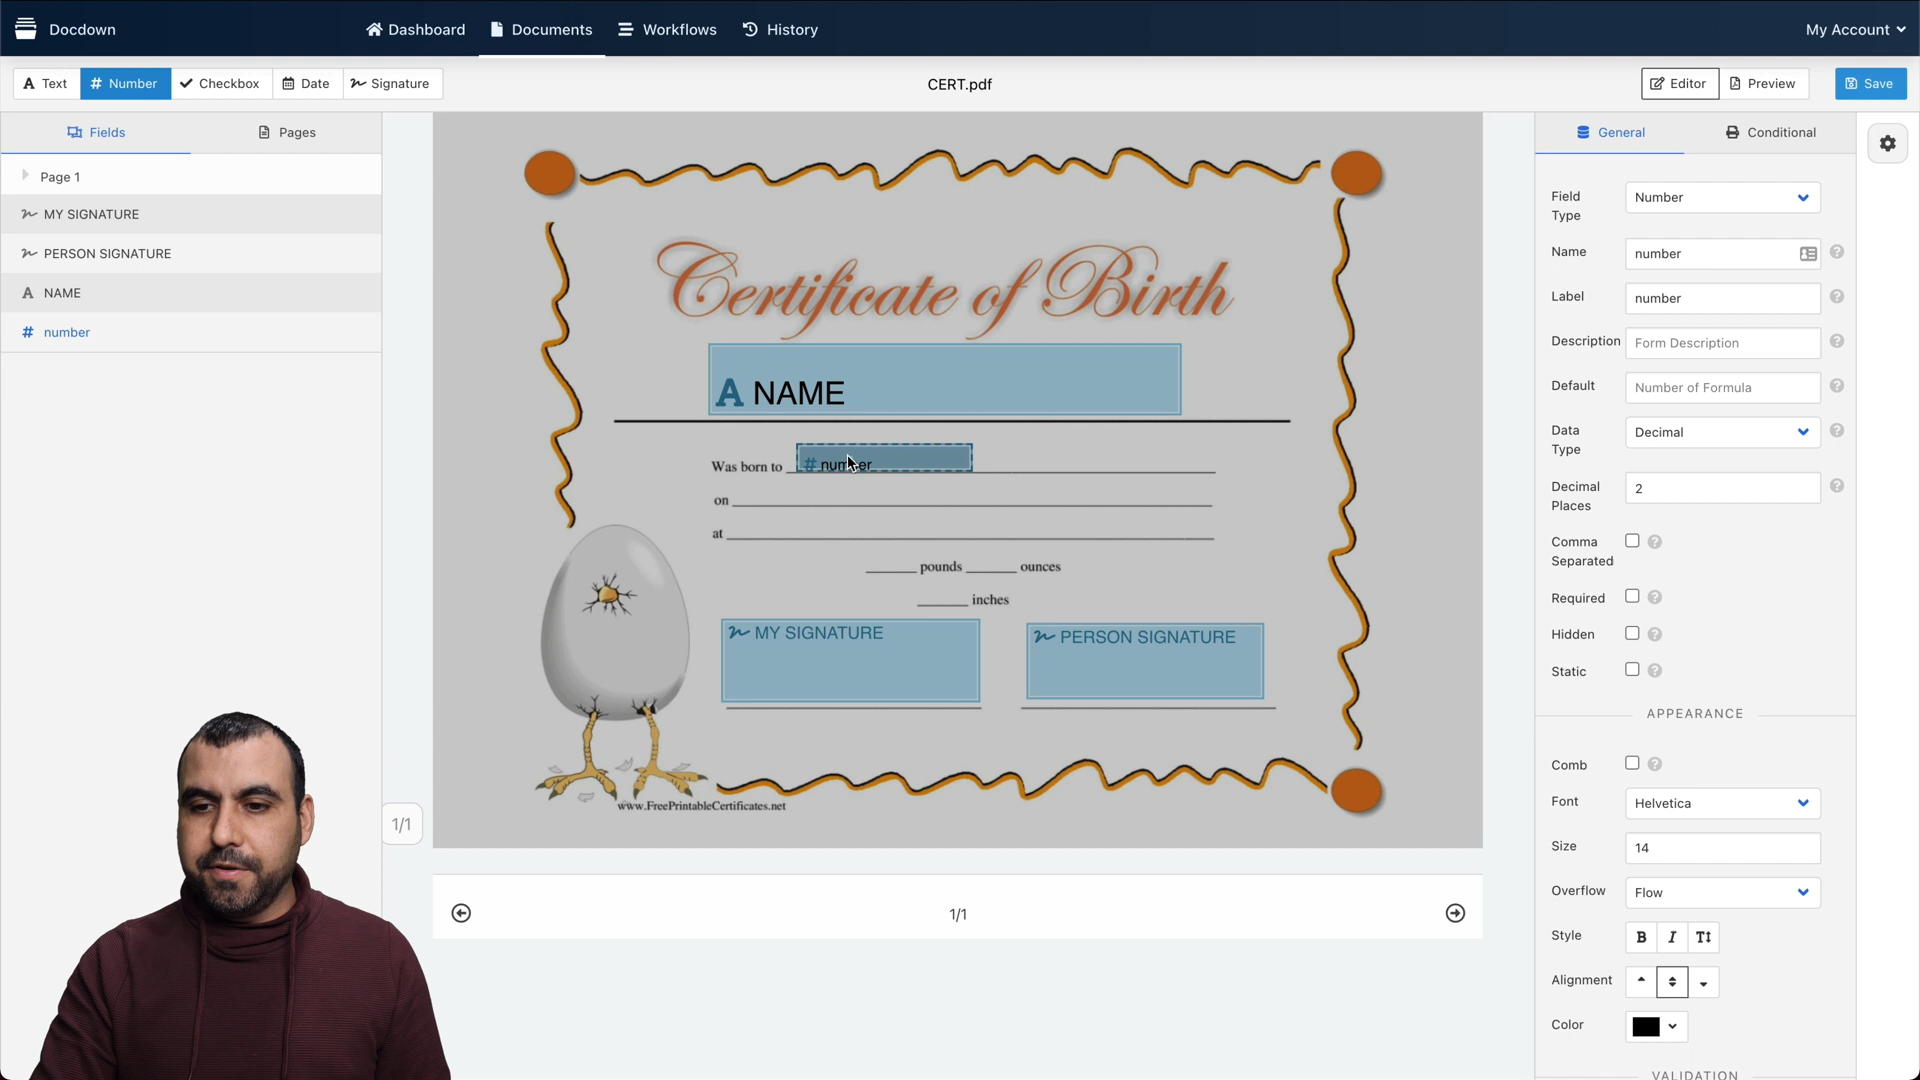 Docdown
Dashboard
Documents
Workflows
History
My Account
A Text
# Number
Checkbox
Date
Signature
CERT.pdf
Editor
Preview
Save
Fields
Pages
Page 1
MY SIGNATURE
PERSON SIGNATURE
A NAME
# number
Certificate of Birth
A NAME
Was born to
# number
on
at
pounds
ounces
inches
MY SIGNATURE
PERSON SIGNATURE
www.FreePrintableCertificates.net
1/1
1/1
General
Conditional
Field Type
Number
Name
number
Label
number
Description
Form Description
Default
Number of Formula
Data Type
Decimal
Decimal Places
2
Comma Separated
Required
Hidden
Static
APPEARANCE
Comb
Font
Helvetica
Size
14
Overflow
Flow
Style
B I T
Alignment
Color
VALIDATION